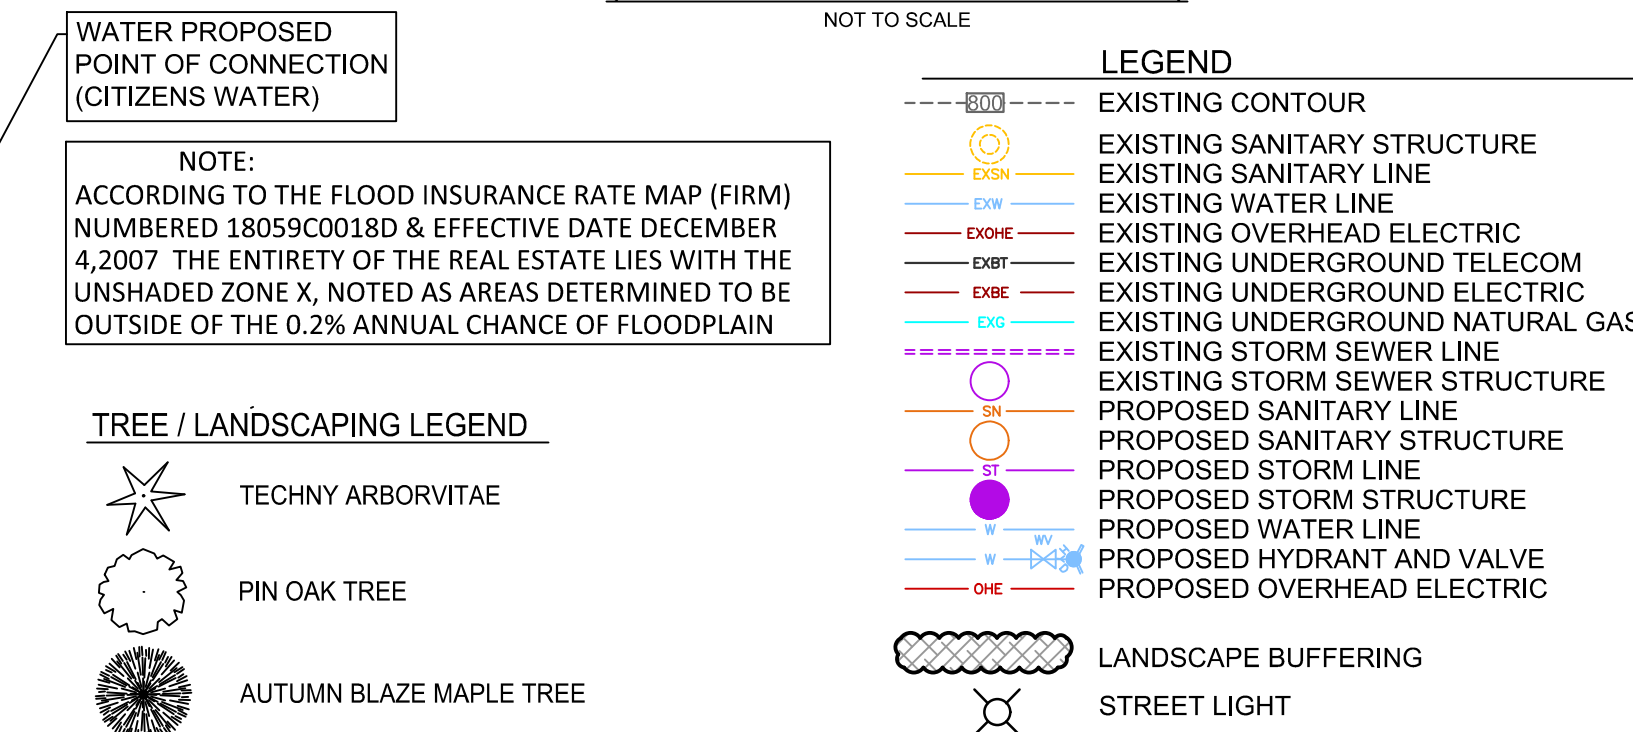 NOT TO SCALE
WATER PROPOSED
POINT OF CONNECTION
(CITIZENS WATER)
NOTE:
ACCORDING TO THE FLOOD INSURANCE RATE MAP (FIRM)
NUMBERED 18059C0018D & EFFECTIVE DATE DECEMBER
4,2007 THE ENTIRETY OF THE REAL ESTATE LIES WITH THE
UNSHADED ZONE X, NOTED AS AREAS DETERMINED TO BE
OUTSIDE OF THE 0.2% ANNUAL CHANCE OF FLOODPLAIN
TREE / LANDSCAPING LEGEND
TECHNY ARBORVITAE
PIN OAK TREE
AUTUMN BLAZE MAPLE TREE
LEGEND
800 EXISTING CONTOUR
EXISTING SANITARY STRUCTURE
EXSN EXISTING SANITARY LINE
EXW EXISTING WATER LINE
EXOHE EXISTING OVERHEAD ELECTRIC
EXBT EXISTING UNDERGROUND TELECOM
EXBE EXISTING UNDERGROUND ELECTRIC
EXG EXISTING UNDERGROUND NATURAL GAS
EXISTING STORM SEWER LINE
EXISTING STORM SEWER STRUCTURE
SN PROPOSED SANITARY LINE
PROPOSED SANITARY STRUCTURE
ST PROPOSED STORM LINE
PROPOSED STORM STRUCTURE
W PROPOSED WATER LINE
W WV PROPOSED HYDRANT AND VALVE
OHE PROPOSED OVERHEAD ELECTRIC
LANDSCAPE BUFFERING
STREET LIGHT